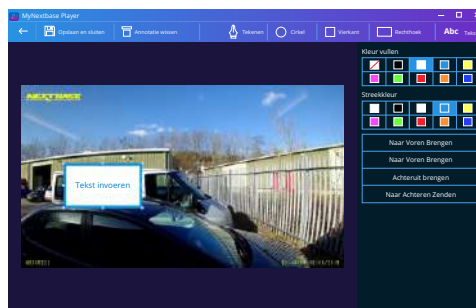 MyNextbase Player
Opslaan en sluiten
Annotatie wissen
Tekenen
Cirkel
Vierkant
Rechthoek
Abc
Kleur vullen
Streekkleur
NEXTBASE
Tekst invoeren
Naar Voren Brengen
Naar Voren Brengen
Achteruit brengen
Naar Achteren Zenden